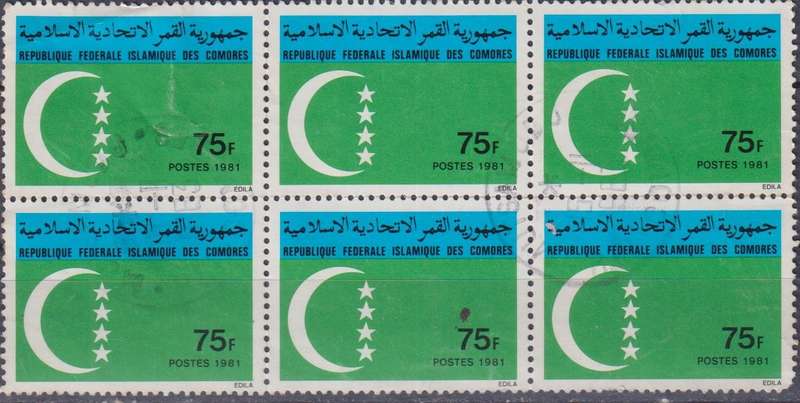 جمهورية القمر الاتحادية الاسلامية
REPUBLIQUE FEDERALE ISLAMIQUE DES COMORES
75F
POSTES 1981
EDILA
جمهورية القمر الاتحادية الاسلامية
REPUBLIQUE FEDERALE ISLAMIQUE DES COMORES
75F
POSTES 1981
EDILA
جمهورية القمر الاتحادية الاسلامية
REPUBLIQUE FEDERALE ISLAMIQUE DES COMORES
75F
POSTES 1981
EDILA
جمهورية القمر الاتحادية الاسلامية
REPUBLIQUE FEDERALE ISLAMIQUE DES COMORES
75F
POSTES 1981
EDILA
جمهورية القمر الاتحادية الاسلامية
REPUBLIQUE FEDERALE ISLAMIQUE DES COMORES
75F
POSTES 1981
EDILA
جمهورية القمر الاتحادية الاسلامية
REPUBLIQUE FEDERALE ISLAMIQUE DES COMORES
75F
POSTES 1981
EDILA